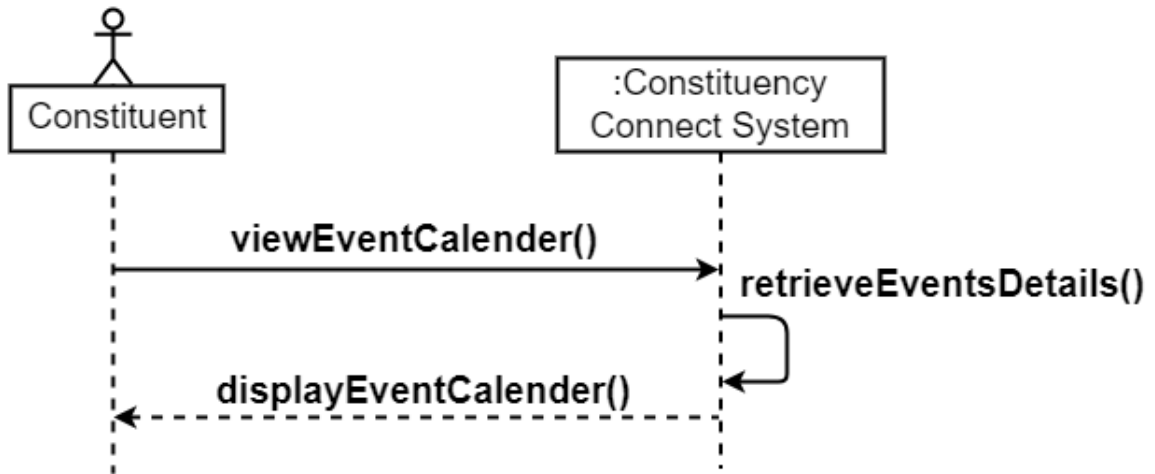 Constituent
:Constituency
Connect System
viewEventCalender()
retrieveEventsDetails()
displayEventCalender()